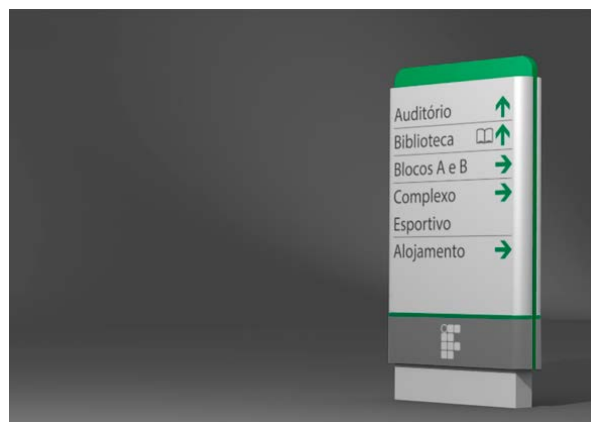 Auditório
Biblioteca
Blocos A e B
Complexo
Esportivo
Alojamento